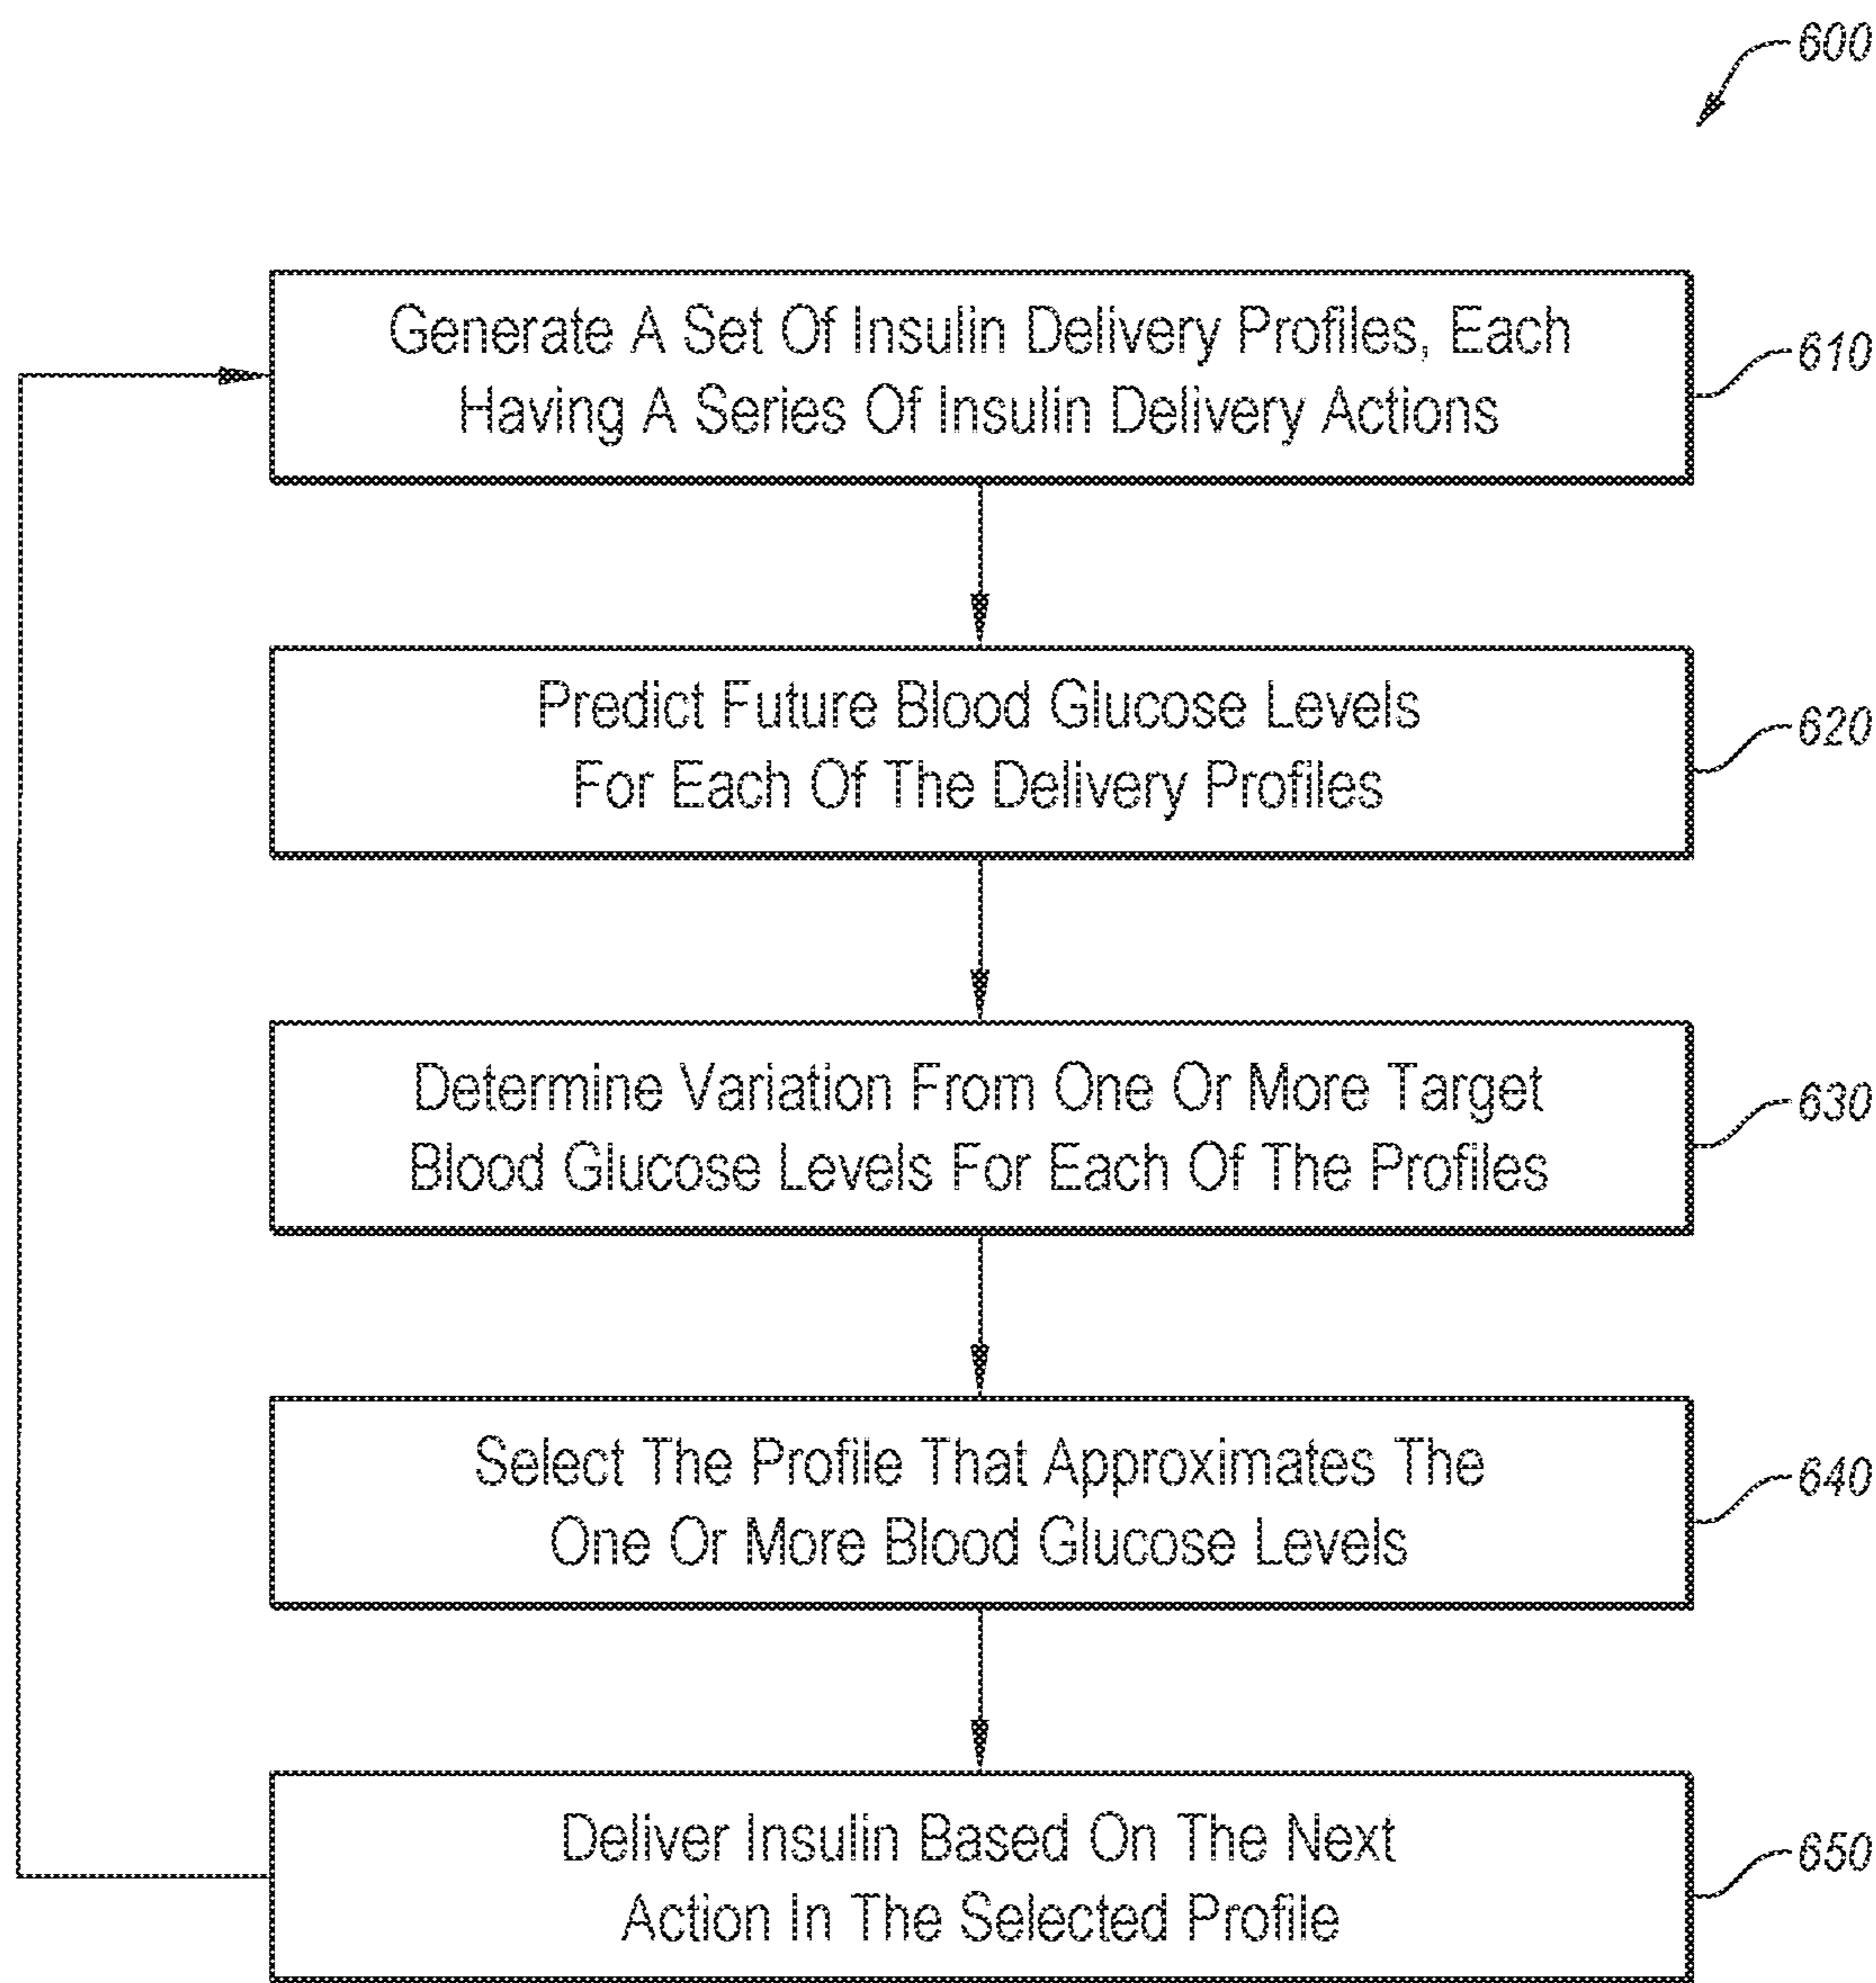 600
Generate A Set Of Insulin Delivery Profiles, Each
Having A Series Of Insulin Delivery Actions
610
Predict Future Blood Glucose Levels
For Each Of The Delivery Profiles
620
Determine Variation From One Or More Target
Blood Glucose Levels For Each Of The Profiles
630
Select The Profile That Approximates The
One Or More Blood Glucose Levels
640
Deliver Insulin Based On The Next
Action In The Selected Profile
650